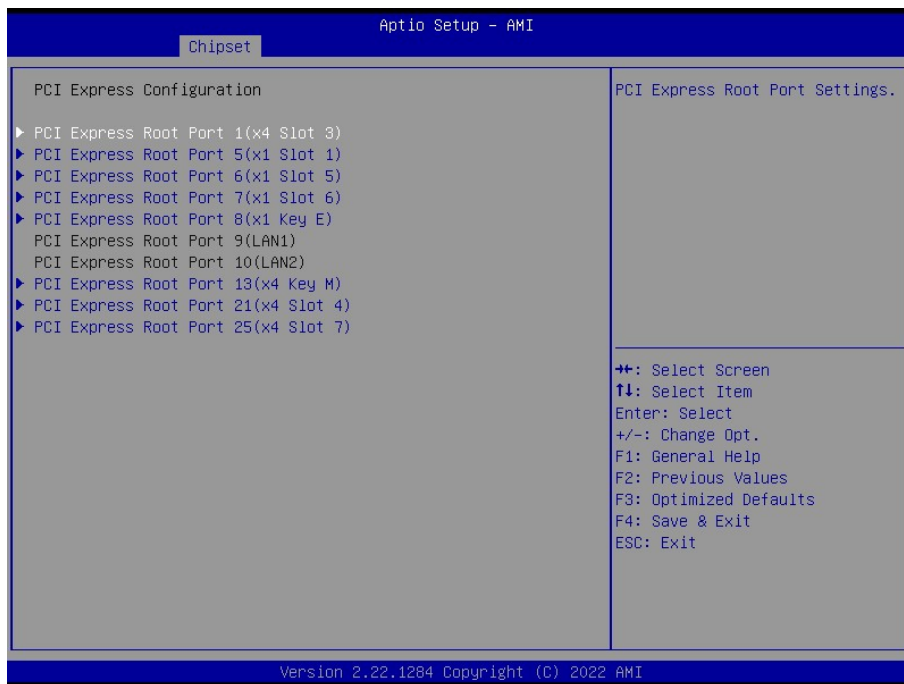 Aptio Setup – AMI
Chipset
PCI Express Configuration
PCI Express Root Port 1(x4 Slot 3)
PCI Express Root Port 5(x1 Slot 1)
PCI Express Root Port 6(x1 Slot 5)
PCI Express Root Port 7(x1 Slot 6)
PCI Express Root Port 8(x1 Key E)
PCI Express Root Port 9(LAN1)
PCI Express Root Port 10(LAN2)
PCI Express Root Port 13(x4 Key M)
PCI Express Root Port 21(x4 Slot 4)
PCI Express Root Port 25(x4 Slot 7)
PCI Express Root Port Settings.
→←: Select Screen
↑↓: Select Item
Enter: Select
+/-: Change Opt.
F1: General Help
F2: Previous Values
F3: Optimized Defaults
F4: Save & Exit
ESC: Exit
Version 2.22.1284 Copyright (C) 2022 AMI